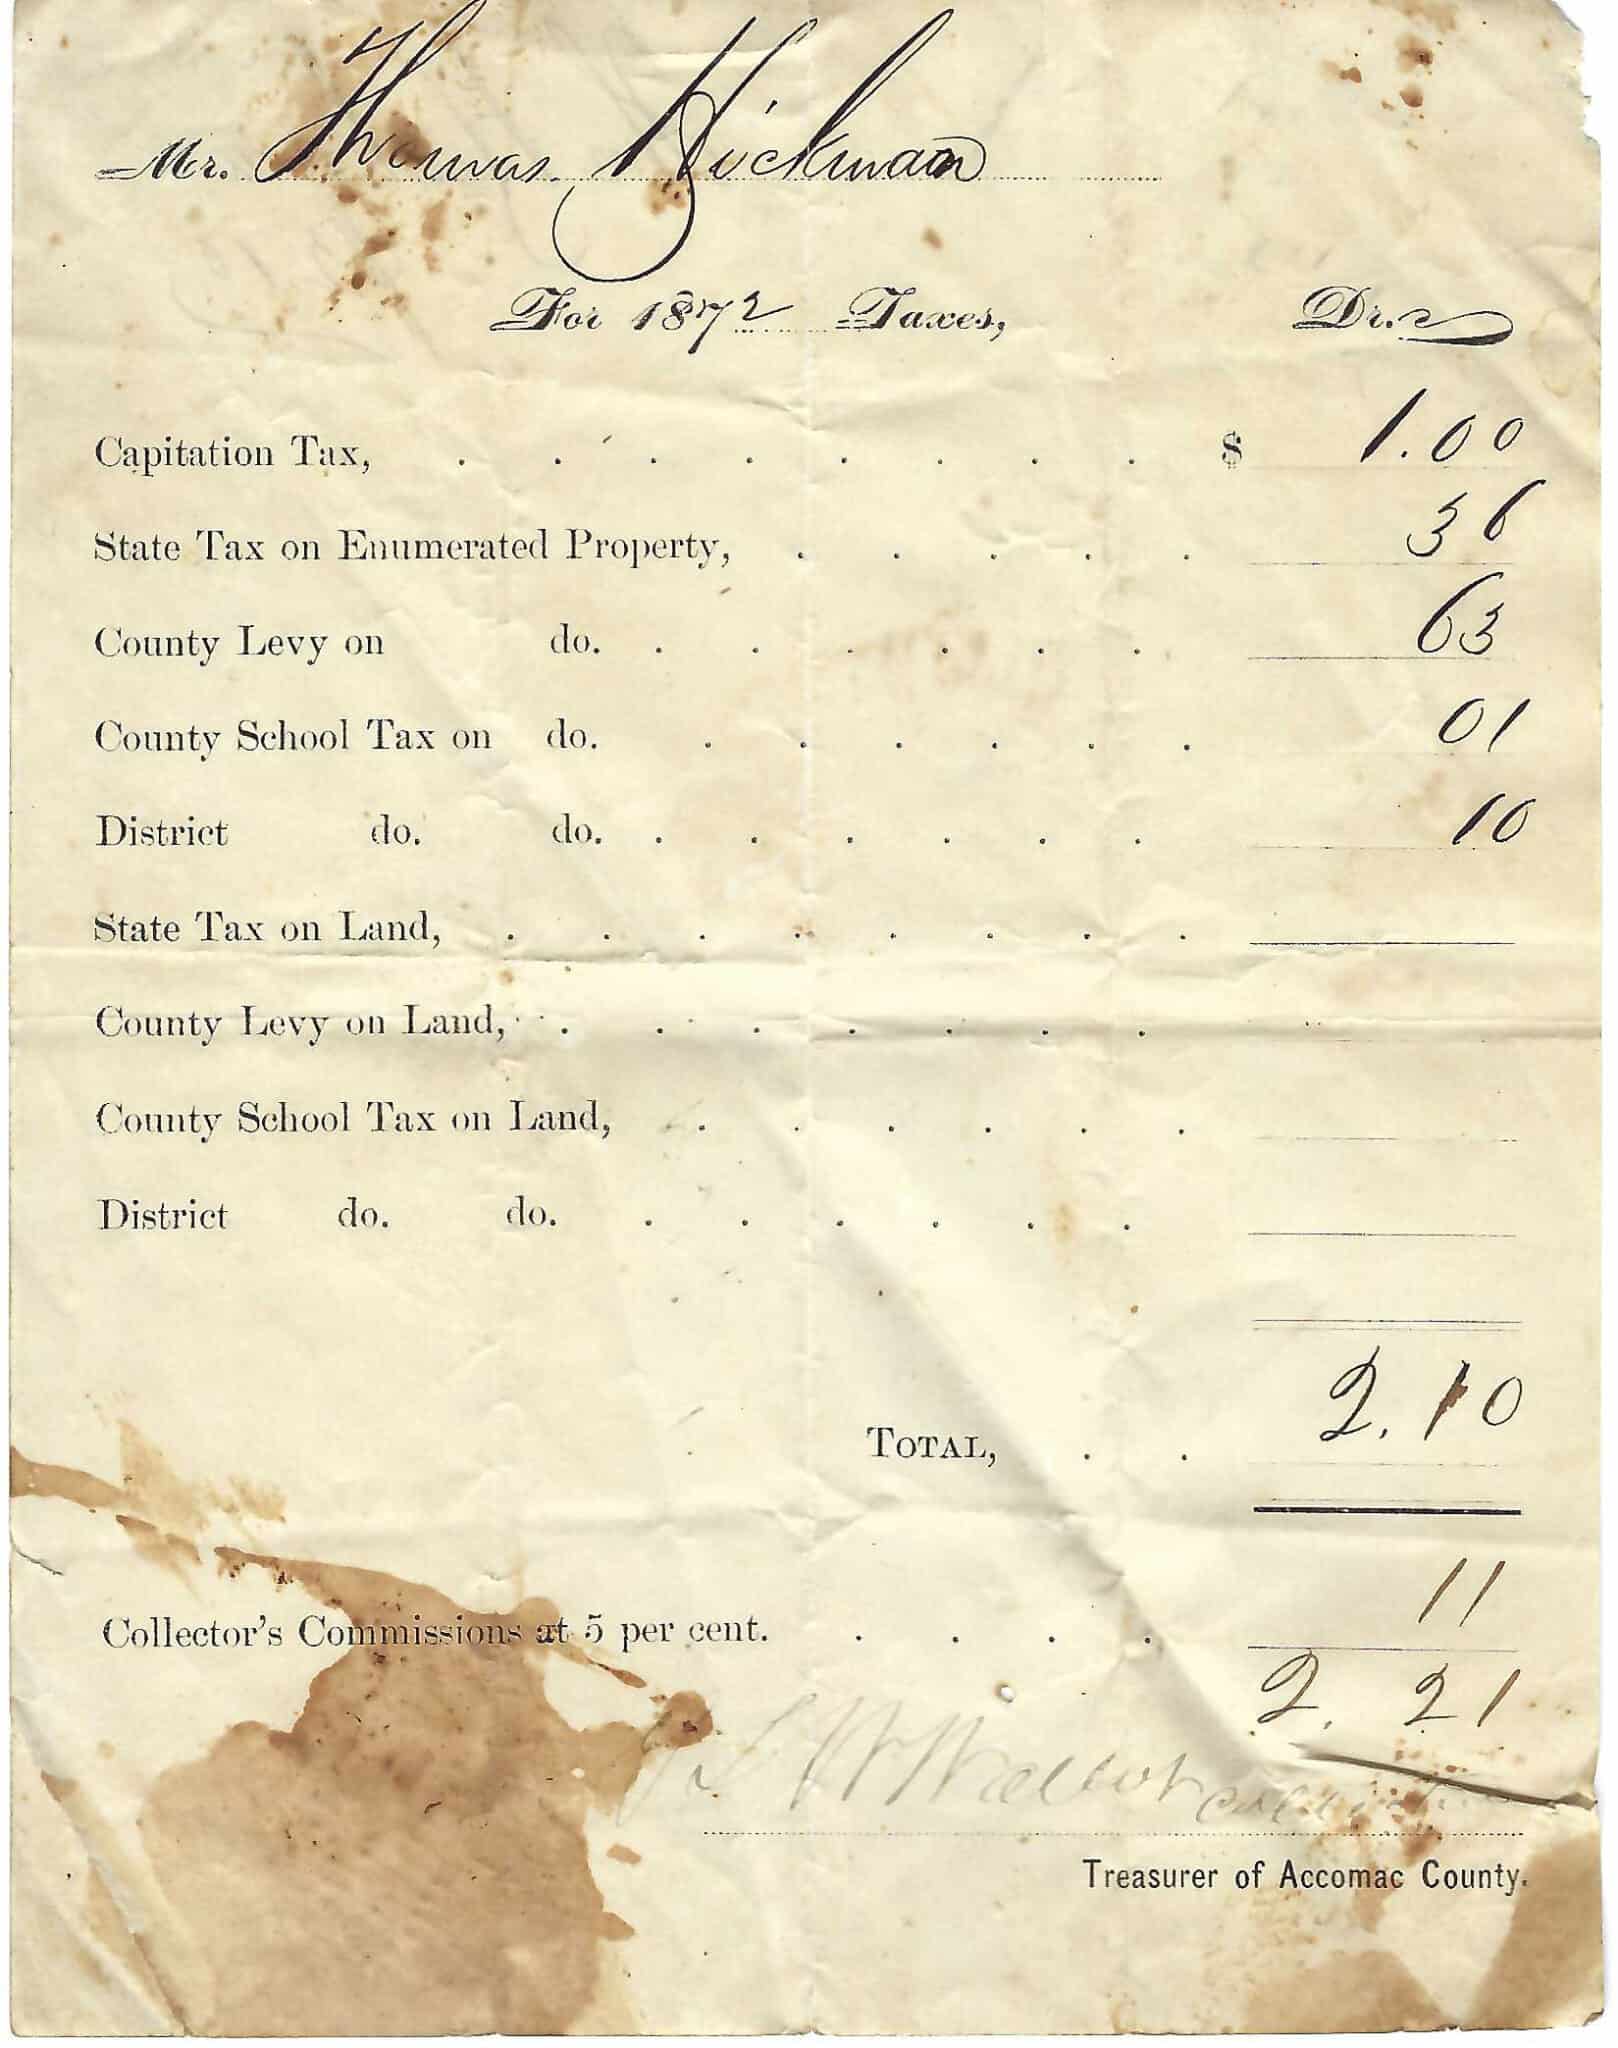 Mr. Thomas Hickman
For 1872 Taxes, Dr.
Capitation Tax, . . . . . . . . $ 1.00
State Tax on Enumerated Property, . . . . . 36
County Levy on do. . . . . . . 63
County School Tax on do. . . . . . . 01
District do. do. . . . . . . 10
State Tax on Land, . . . . . . . .
County Levy on Land, . . . . . . .
County School Tax on Land, . . . . . .
District do. do. . . . . . .
TOTAL, . . 2.10
Collector's Commissions at 5 per cent. . . . . 11
2.21
Treasurer of Accomac County.